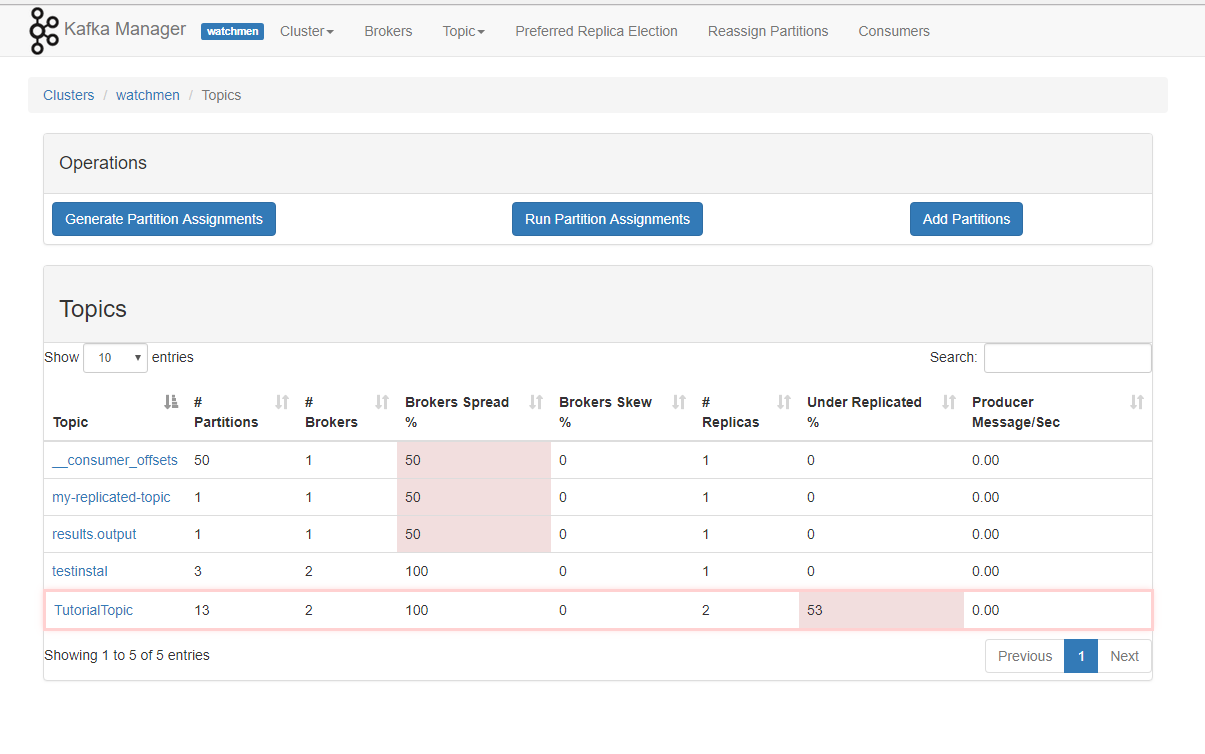 Kafka Manager watchmen Cluster Brokers Topic Preferred Replica Election Reassign Partitions Consumers
Clusters / watchmen / Topics
Operations
Generate Partition Assignments Run Partition Assignments Add Partitions
Topics
Show 10 entries Search:
Topic # Partitions # Brokers Brokers Spread % Brokers Skew % # Replicas Under Replicated % Producer Message/Sec
__consumer_offsets 50 1 50 0 1 0 0.00
my-replicated-topic 1 1 50 0 1 0 0.00
results.output 1 1 50 0 1 0 0.00
testinstal 3 2 100 0 1 0 0.00
TutorialTopic 13 2 100 0 2 53 0.00
Showing 1 to 5 of 5 entries Previous 1 Next